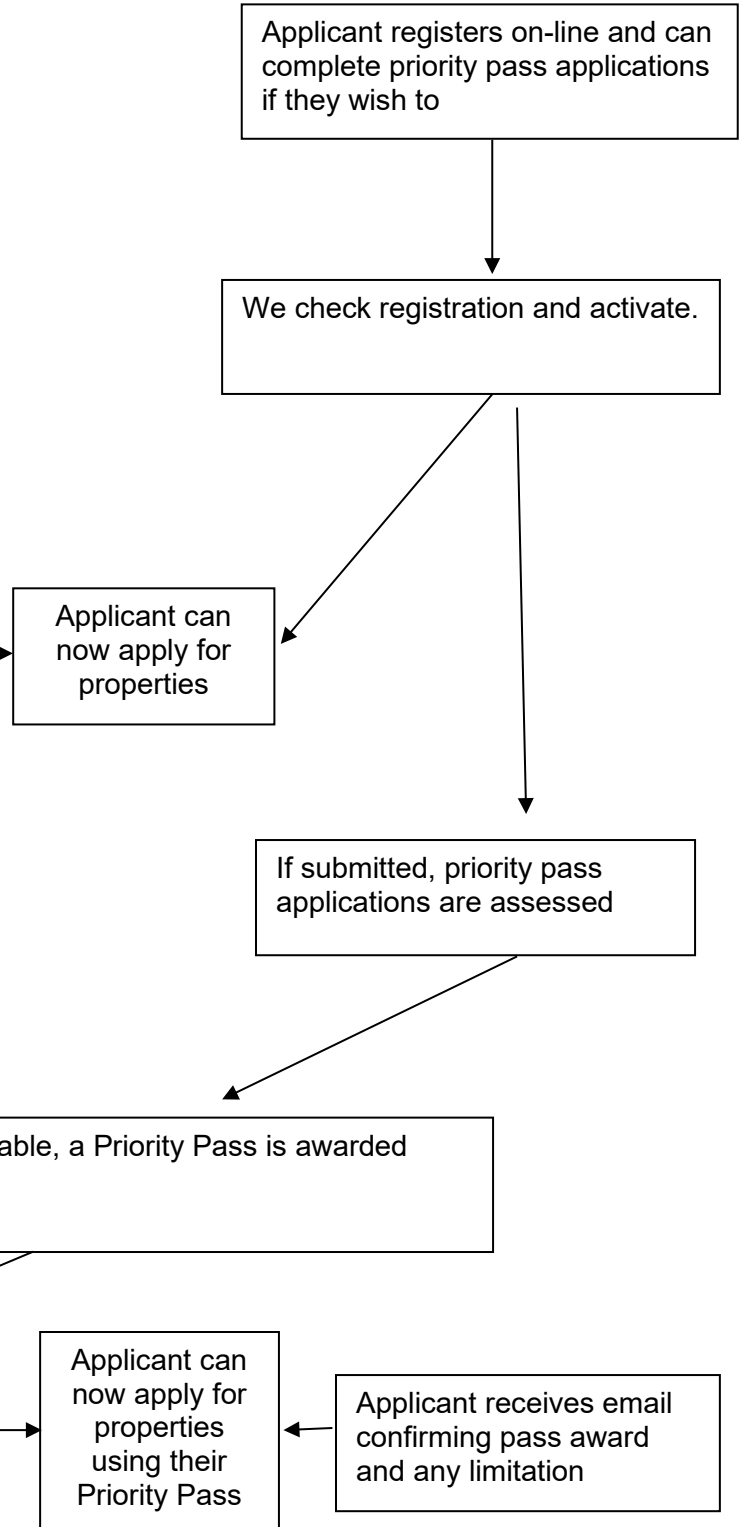 Applicant registers on-line and can
complete priority pass applications
if they wish to
We check registration and activate.
Applicant can
now apply for
properties
If submitted, priority pass
applications are assessed
able, a Priority Pass is awarded
Applicant can
now apply for
properties
using their
Priority Pass
Applicant receives email
confirming pass award
and any limitation